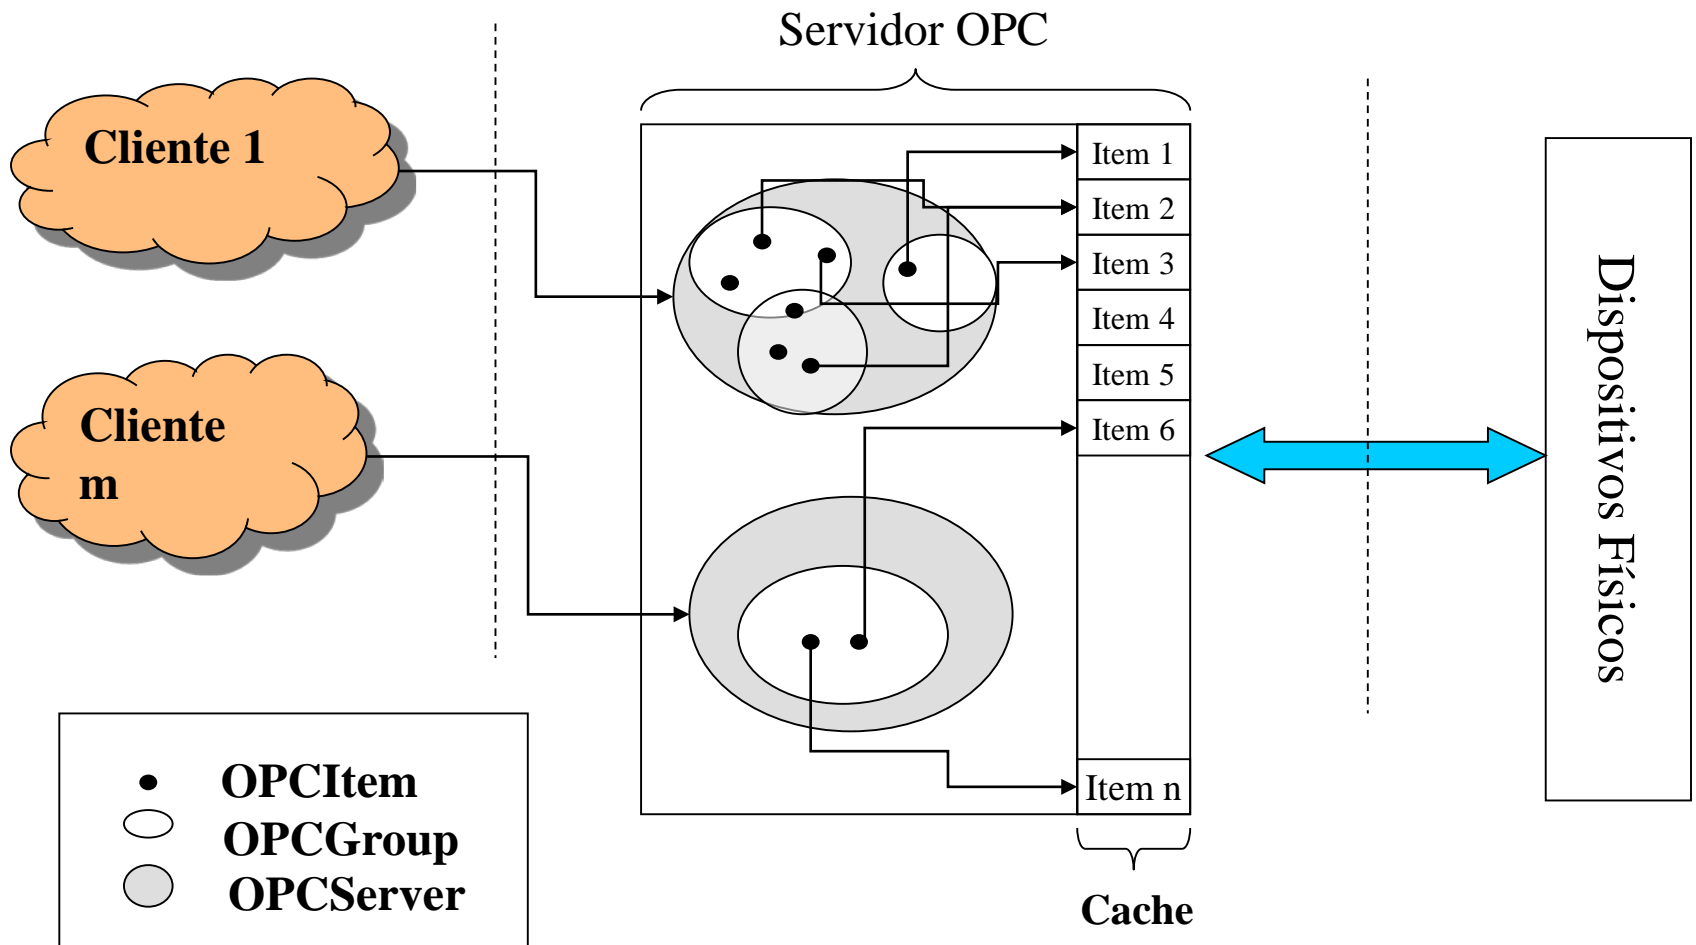 Servidor OPC
Cliente 1
Cliente
m
Item 1
Item 2
Item 3
Item 4
Item 5
Item 6
Item n
Cache
Dispositivos Físicos
OPCItem
OPCGroup
OPCServer